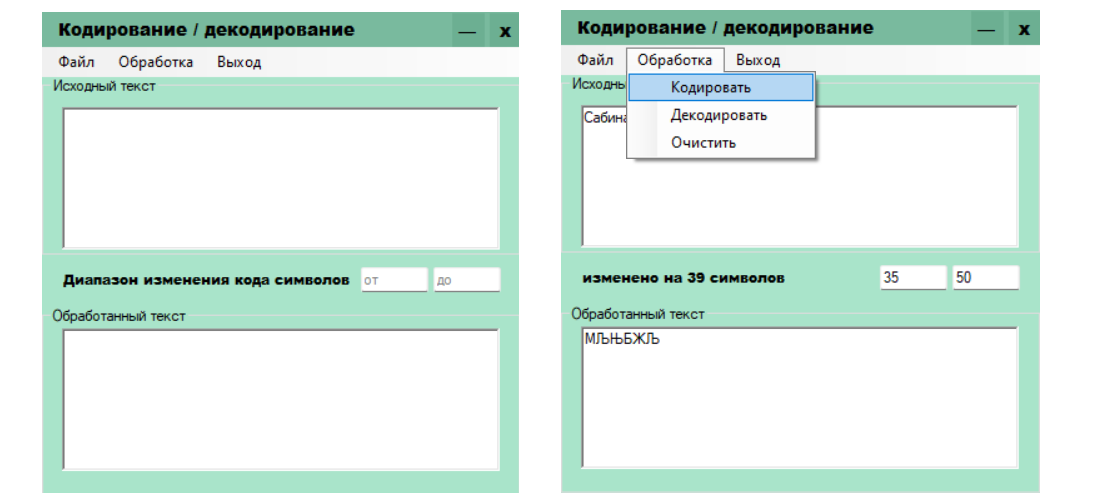 Кодирование / декодирование — x
Файл Обработка Выход
Исходный текст
Диапазон изменения кода символов от до
Обработанный текст
Кодирование / декодирование — x
Файл Обработка Выход
Исходны
Кодировать
Сабина
Декодировать
Очистить
изменено на 39 символов 35 50
Обработанный текст
МЉЊБЖЉ